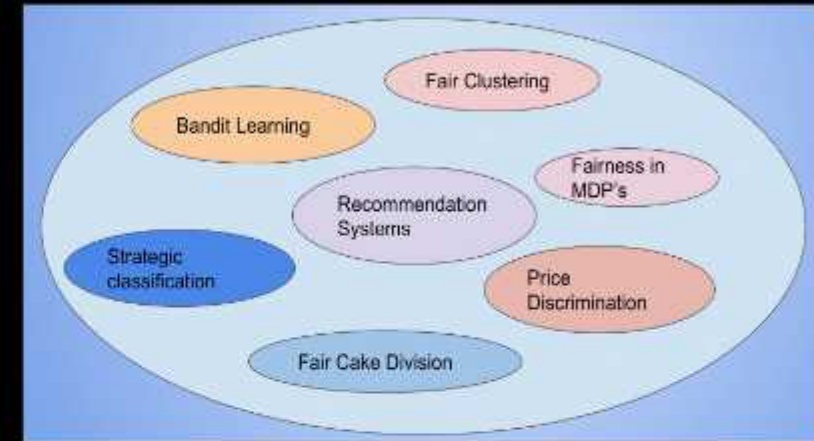 Fair Clustering
Bandit Learning
Fairness in
MDP's
Recommendation
Systems
Strategic
classification
Price
Discrimination
Fair Cake Division